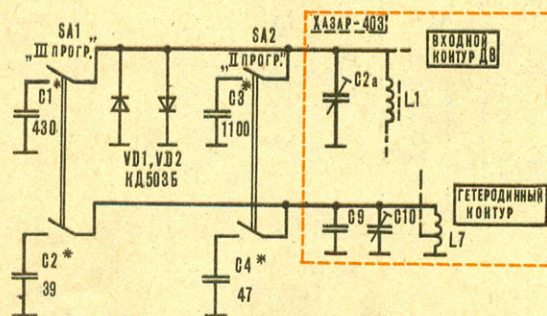 SA1
„III ПРОГР."
SA2
„II ПРОГР."
ХАЗАР-403
ВХОДНОЙ
КОНТУР ДВ
C1*
430
VD1, VD2
КД503Б
C3*
1100
C2а
L1
ГЕТЕРОДИННЫЙ
КОНТУР
C2*
39
C4*
47
C9
C10
L7